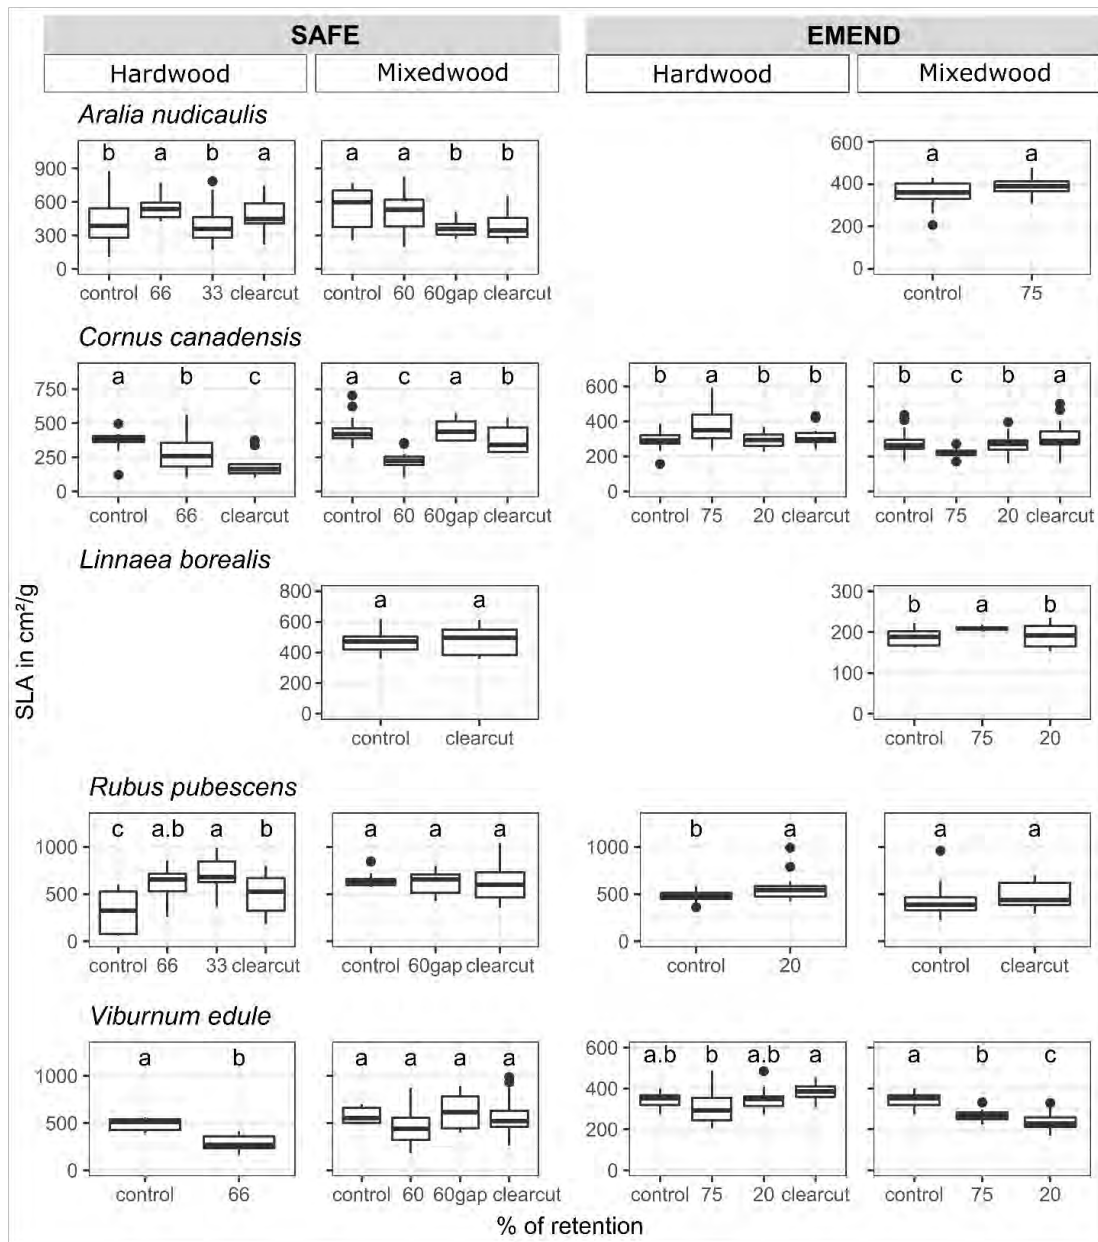 SAFE EMEND
Hardwood Mixedwood Hardwood Mixedwood
Aralia nudicaulis
b a b a a a b b a a
900 600 300 0
600 400 200 0
control 66 33 clearcut control 60 60gap clearcut control 75
Cornus canadensis
a b c a c a b b a b b b c b a
750 500 250 0
600 400 200 0
control 66 clearcut control 60 60gap clearcut control 75 20 clearcut control 75 20 clearcut
Linnaea borealis
a a b a b
800 600 400 200 0
300 200 100 0
control clearcut control 75 20
SLA in cm²/g
Rubus pubescens
c a.b a b a a a b a a a
1000 500 0
1000 500 0
control 66 33 clearcut control 60gap clearcut control 20 control clearcut
Viburnum edule
a b a a a a a.b b a.b a a b c
1000 500 0
600 400 200 0
control 66 control 60 60gap clearcut control 75 20 clearcut control 75 20
% of retention